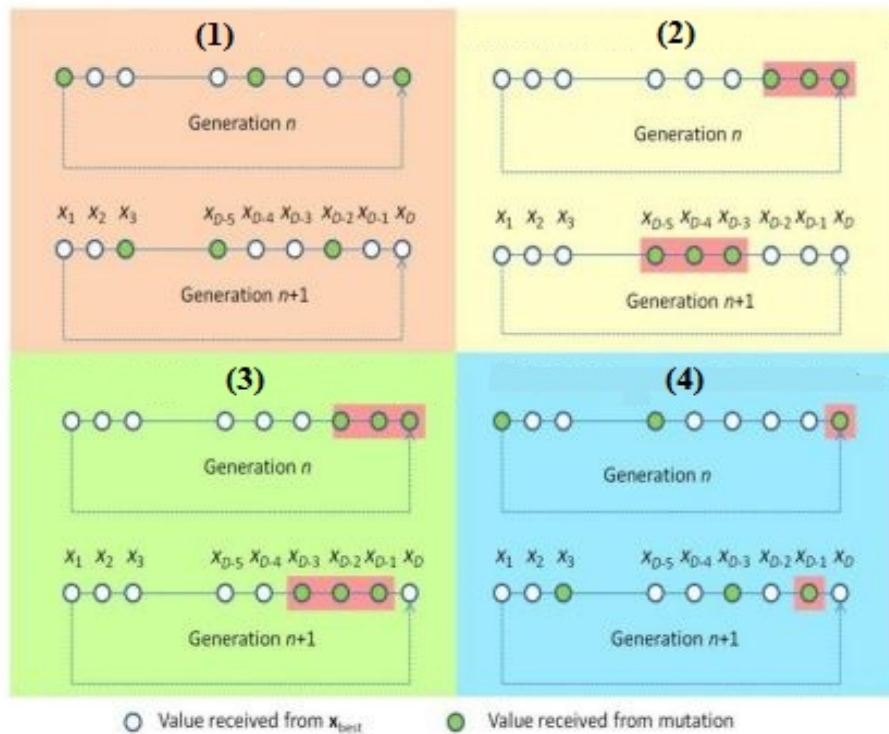 (1)
(2)
Generation n
Generation n
x1 x2 x3 xD-5 xD-4 xD-3 xD-2 xD-1 xD
x1 x2 x3 xD-5 xD-4 xD-3 xD-2 xD-1 xD
Generation n+1
Generation n+1
(3)
(4)
Generation n
Generation n
x1 x2 x3 xD-5 xD-4 xD-3 xD-2 xD-1 xD
x1 x2 x3 xD-5 xD-4 xD-3 xD-2 xD-1 xD
Generation n+1
Generation n+1
Value received from xbest
Value received from mutation